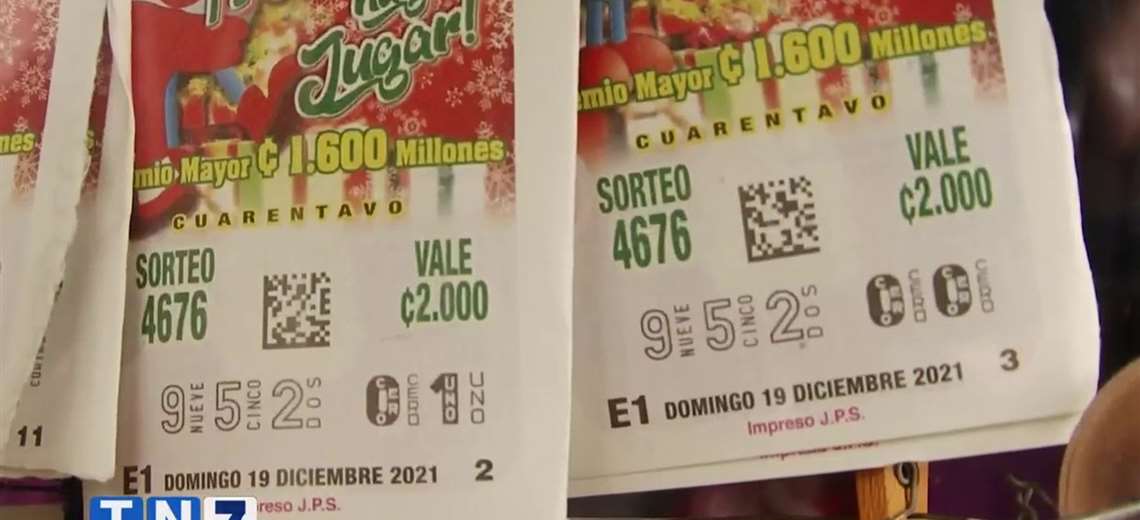 Jugar!
mio Mayor ₡ 1.600 Millones
CUARENTAVO
SORTEO
4676
VALE
₡2.000
9 NUEVE 5 CINCO 2 DOS 0 CERO 1 UNO
E1 DOMINGO 19 DICIEMBRE 2021 2
reso J.P.S.
TN7
emio Mayor ₡ 1.600 Millones
CUARENTAVO
SORTEO
4676
VALE
₡2.000
9 NUEVE 5 CINCO 2 DOS 0 CERO 0 CERO
E1 DOMINGO 19 DICIEMBRE 2021 3
Impreso J.P.S.
nes
11